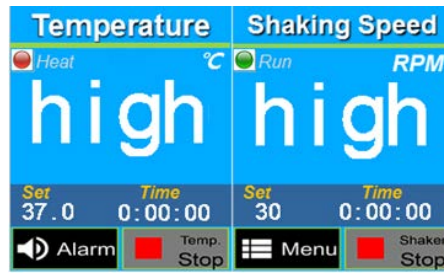 Temperature
Heat
℃
high
Set
Time
37.0
0:00:00
Alarm
Temp.
Stop
Shaking Speed
Run
RPM
high
Set
Time
30
0:00:00
Menu
Shaker
Stop